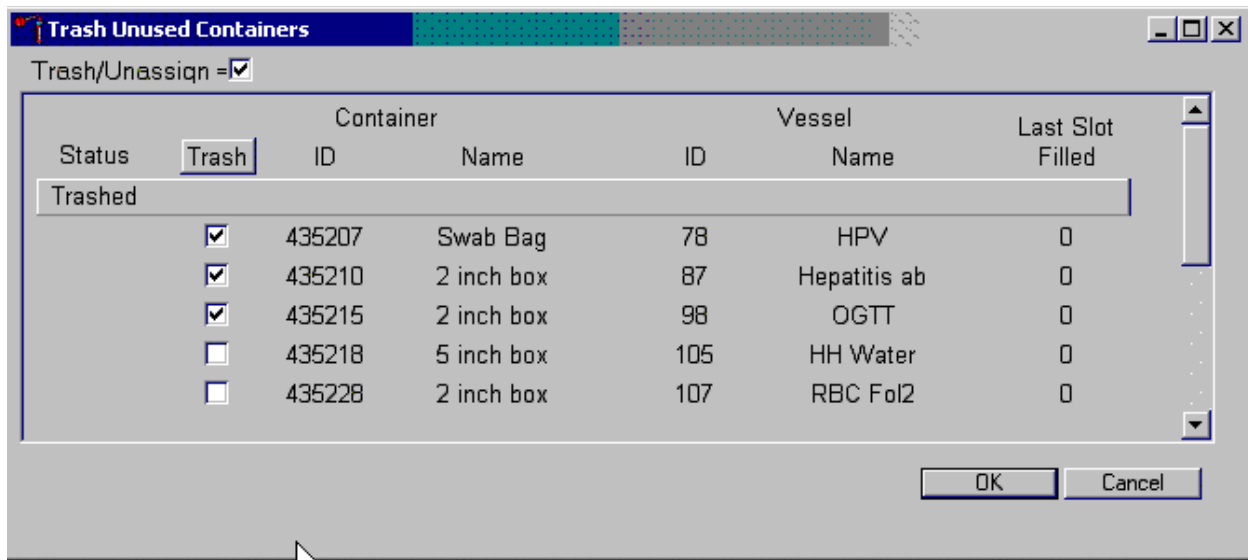 Trash Unused Containers
Trash/Unassign =
Container Vessel Last Slot
Status Trash ID Name ID Name Filled
Trashed
435207 Swab Bag 78 HPV 0
435210 2 inch box 87 Hepatitis ab 0
435215 2 inch box 98 OGTT 0
435218 5 inch box 105 HH Water 0
435228 2 inch box 107 RBC Fol2 0
OK Cancel